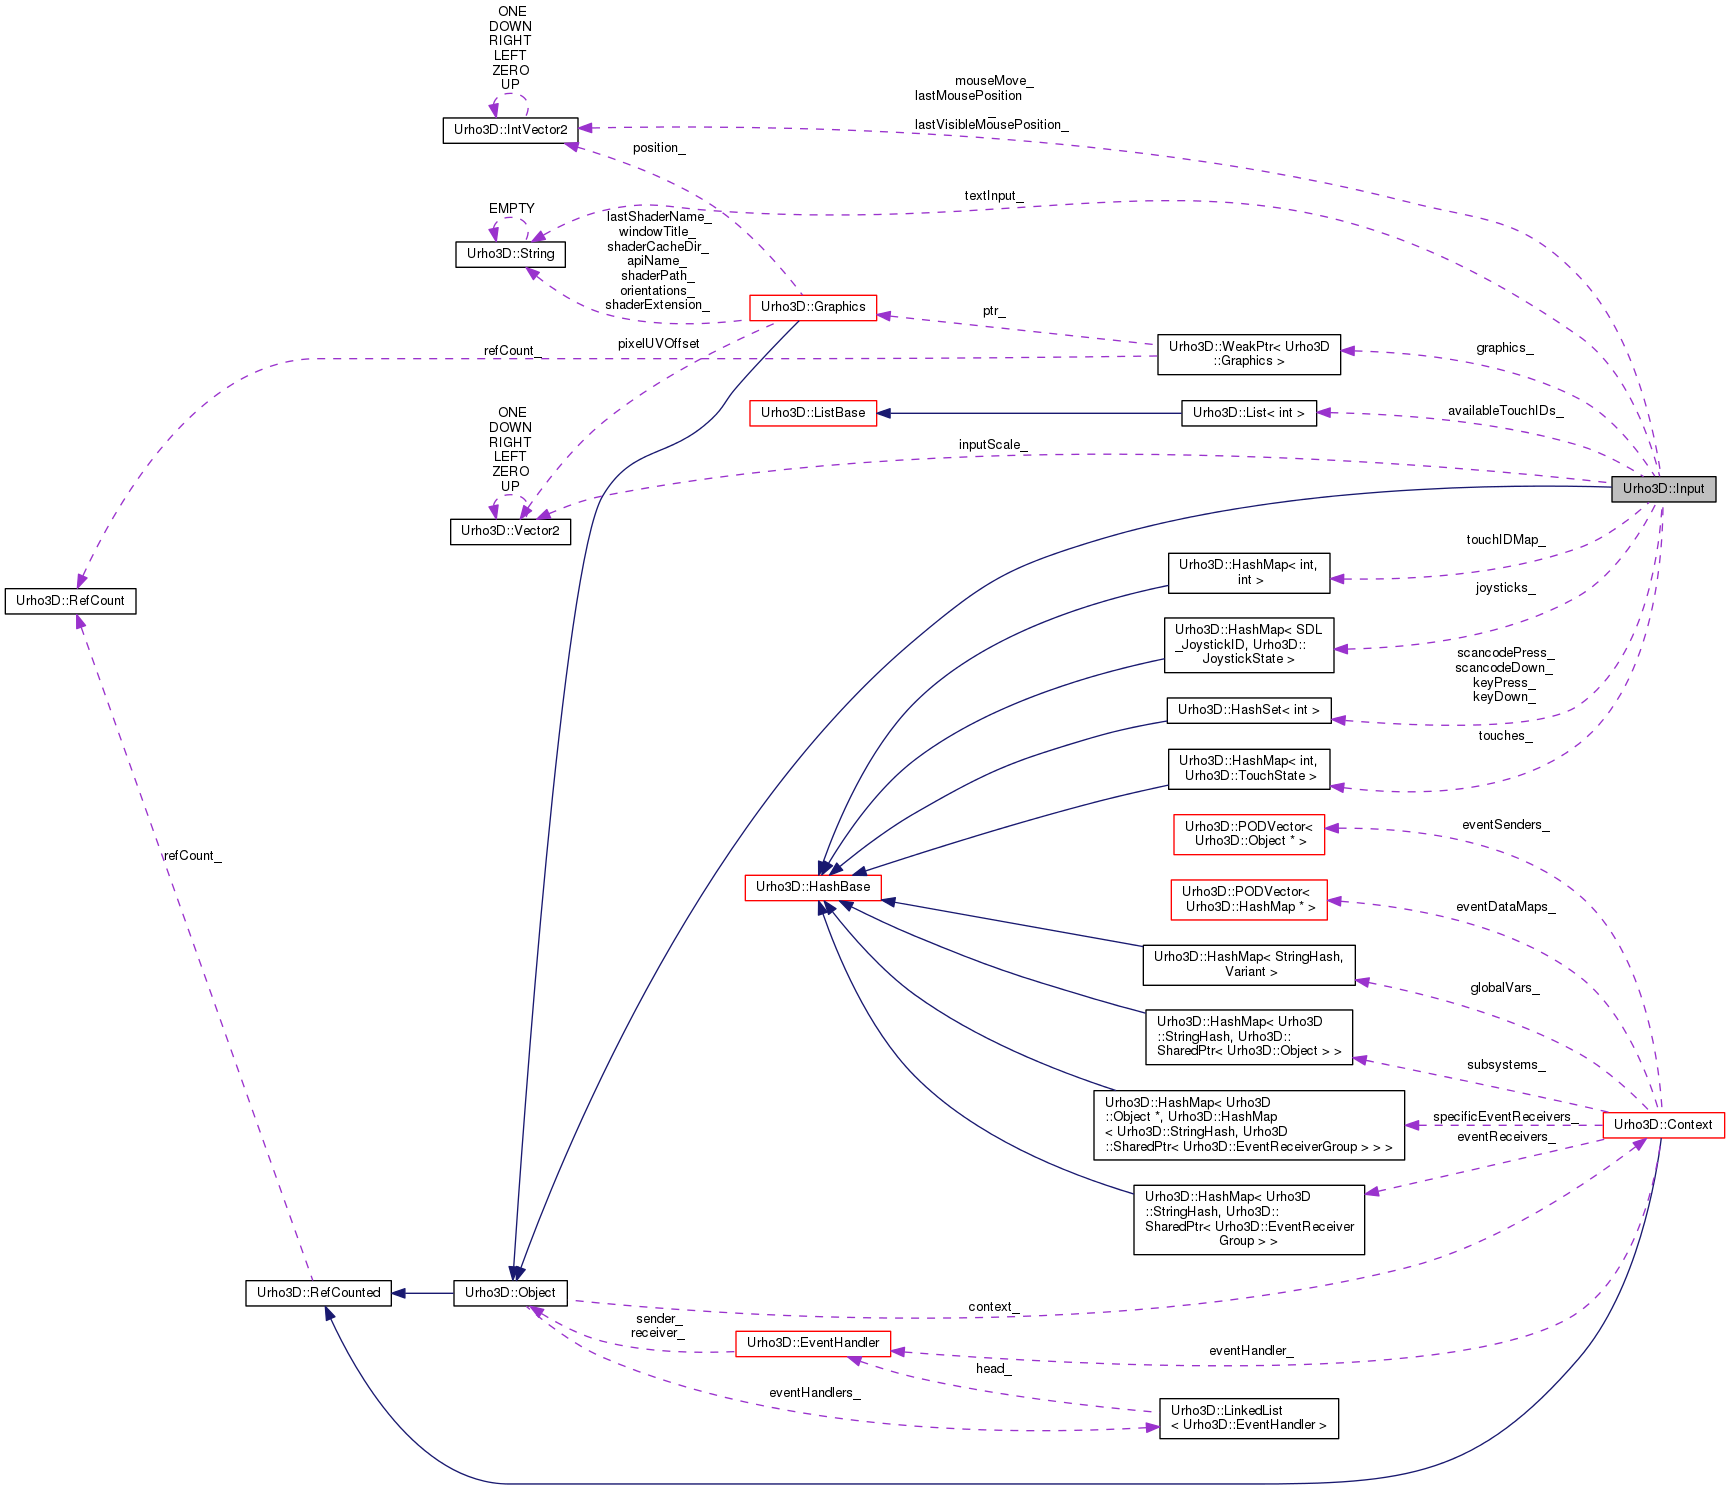 ONE
DOWN
RIGHT
LEFT
ZERO
UP
mouseMove_
lastMousePosition
_
lastVisibleMousePosition_
Urho3D::IntVector2
position_
textInput_
EMPTY
Urho3D::String
lastShaderName_
windowTitle_
shaderCacheDir_
apiName_
shaderPath_
orientations_
shaderExtension_
Urho3D::Graphics
ptr_
pixelUVOffset
refCount_
Urho3D::WeakPtr< Urho3D
::Graphics >
graphics_
ONE
DOWN
RIGHT
LEFT
ZERO
UP
Urho3D::ListBase
Urho3D::List< int >
availableTouchIDs_
inputScale_
Urho3D::Input
Urho3D::Vector2
touchIDMap_
Urho3D::HashMap< int,
int >
Urho3D::RefCount
joysticks_
Urho3D::HashMap< SDL
_JoystickID, Urho3D::
JoystickState >
scancodePress_
scancodeDown_
keyPress_
keyDown_
Urho3D::HashSet< int >
touches_
Urho3D::HashMap< int,
Urho3D::TouchState >
eventSenders_
Urho3D::PODVector<
Urho3D::Object * >
refCount_
Urho3D::HashBase
Urho3D::PODVector<
Urho3D::HashMap * >
eventDataMaps_
Urho3D::HashMap< StringHash,
Variant >
globalVars_
Urho3D::HashMap< Urho3D
::StringHash, Urho3D::
SharedPtr< Urho3D::Object > >
subsystems_
Urho3D::HashMap< Urho3D
::Object *, Urho3D::HashMap
< Urho3D::StringHash, Urho3D
::SharedPtr< Urho3D::EventReceiverGroup > > >
specificEventReceivers_
Urho3D::Context
eventReceivers_
Urho3D::HashMap< Urho3D
::StringHash, Urho3D::
SharedPtr< Urho3D::EventReceiver
Group > >
Urho3D::RefCounted
Urho3D::Object
context_
sender_
receiver_
Urho3D::EventHandler
eventHandler_
head_
eventHandlers_
Urho3D::LinkedList
< Urho3D::EventHandler >